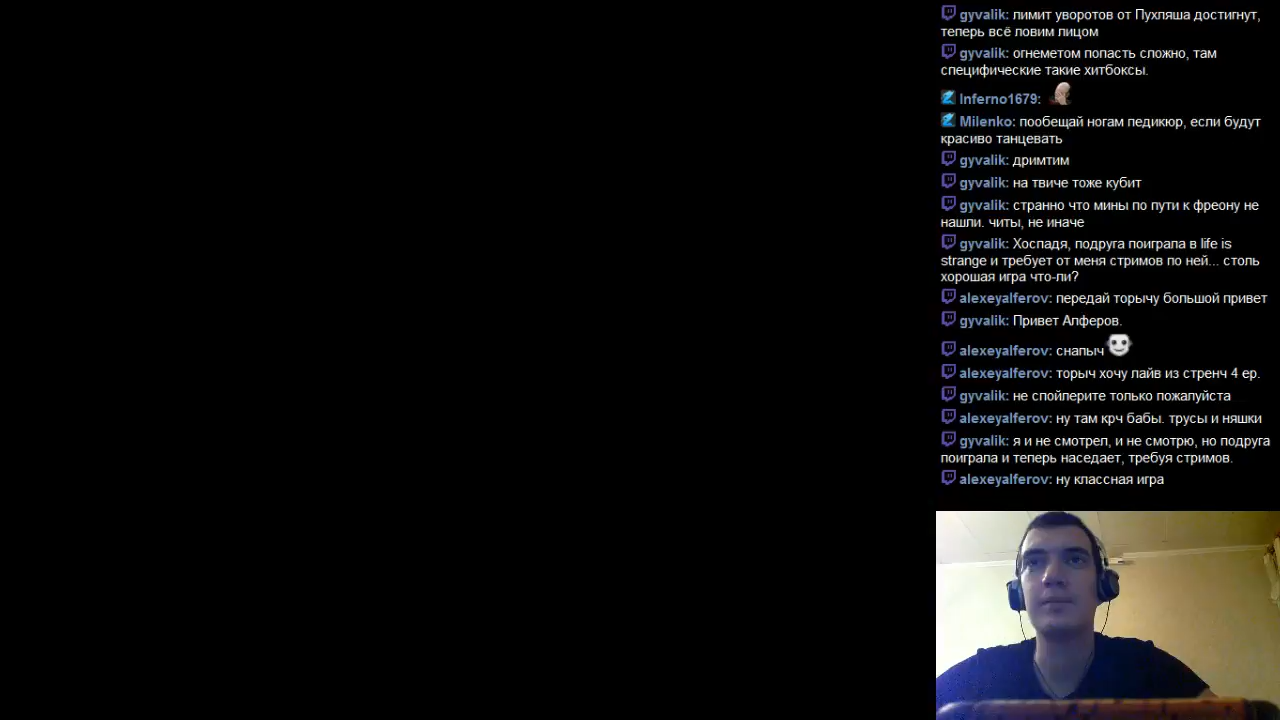 gyvalik: лимит уворотов от Пухляша достигнут,
теперь всё ловим лицом
gyvalik: огнеметом попасть сложно, там
специфические такие хитбоксы.
Inferno1679:
Milenko: пообещай ногам педикюр, если будут
красиво танцевать
gyvalik: дримтим
gyvalik: на твиче тоже кубит
gyvalik: странно что мины по пути к фреону не
нашли. читы, не иначе
gyvalik: Хоспадя, подруга поиграла в life is
strange и требует от меня стримов по ней... столь
хорошая игра что-ли?
alexeyalferov: передай торычу большой привет
gyvalik: Привет Алферов.
alexeyalferov: снапыч
alexeyalferov: торыч хочу лайв из стренч 4 ер.
gyvalik: не спойлерите только пожалуйста
alexeyalferov: ну там крч бабы. трусы и няшки
gyvalik: я и не смотрел, и не смотрю, но подруга
поиграла и теперь наседает, требуя стримов.
alexeyalferov: ну классная игра